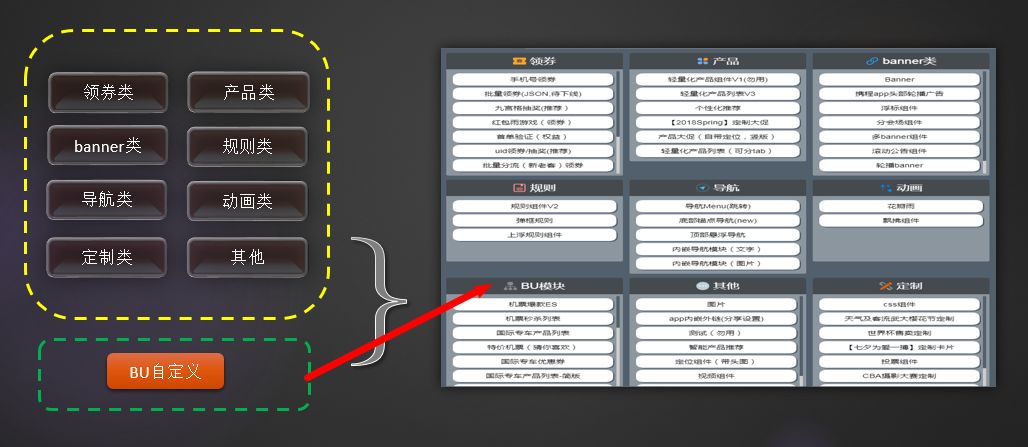 领券类
产品类
banner类
规则类
导航类
动画类
定制类
其他
BU自定义
领券
手机号领券
批量领券(JSON,待下线)
九宫格抽奖(推荐)
红包雨游戏（领券）
首单验证（权益）
uid领券/抽奖(推荐)
批量分流（新老客）领券
产品
轻量化产品组件V1(勿用)
轻量化产品列表V3
个性化推荐
【2018Spring】定制大促
产品大促（自带定位，竖版）
轻量化产品列表（可分tab）
banner类
Banner
携程app头部轮播广告
浮标组件
分会场组件
多banner组件
滚动公告组件
轮播banner
规则
规则组件V2
弹框规则
上浮规则组件
导航
导航Menu(跳转)
底部锚点导航(new)
顶部悬浮导航
内嵌导航模块（文字）
内嵌导航模块（图片）
动画
花瓣雨
飘拂组件
BU模块
机票爆款ES
机票秒杀列表
国际专车产品列表
特价机票（猜你喜欢）
国际专车优惠券
国际专车产品列表-简版
其他
图片
app内嵌外链(分享设置)
测试（勿用）
智能产品推荐
定位组件（带头图）
视频组件
定制
css组件
天气及客流武大樱花节定制
世界杯售卖定制
【七夕为爱一搏】定制卡片
投票组件
CBA摄影大赛定制